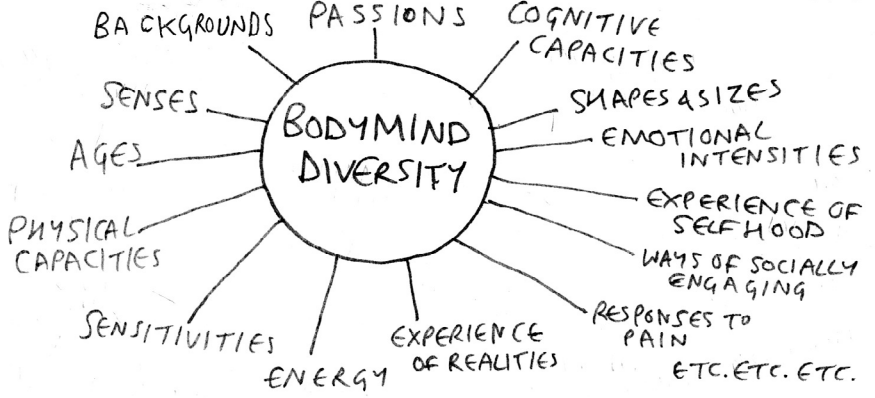 BACKGROUNDS
PASSIONS
COGNITIVE
CAPACITIES
SENSES
SHAPES & SIZES
BODYMIND
DIVERSITY
EMOTIONAL
INTENSITIES
AGES
EXPERIENCE OF
SELFHOOD
PHYSICAL
CAPACITIES
WAYS OF SOCIALLY
ENGAGING
SENSITIVITIES
ENERGY
EXPERIENCE
OF REALITIES
RESPONSES TO
PAIN
ETC. ETC. ETC.